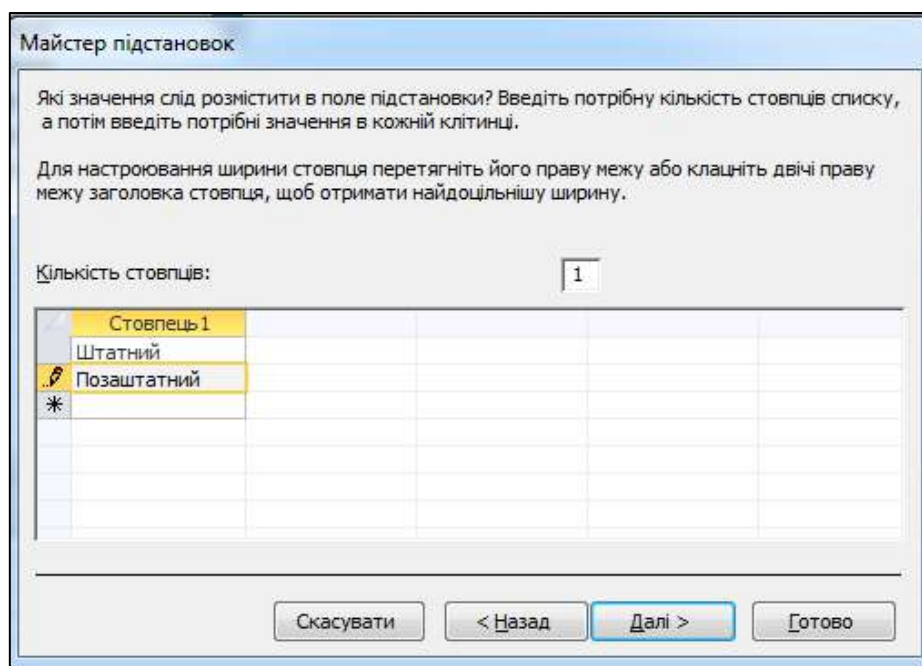 Майстер підстановок
Які значення слід розмістити в поле підстановки? Введіть потрібну кількість стовпців списку,
а потім введіть потрібні значення в кожній клітинці.
Для настроювання ширини стовпця перетягніть його праву межу або клацніть двічі праву
межу заголовка стовпця, щоб отримати найдоцільнішу ширину.
Кількість стовпців: 1
Стовпець1
Штатний
Позаштатний
Скасувати < Назад Далі > Готово